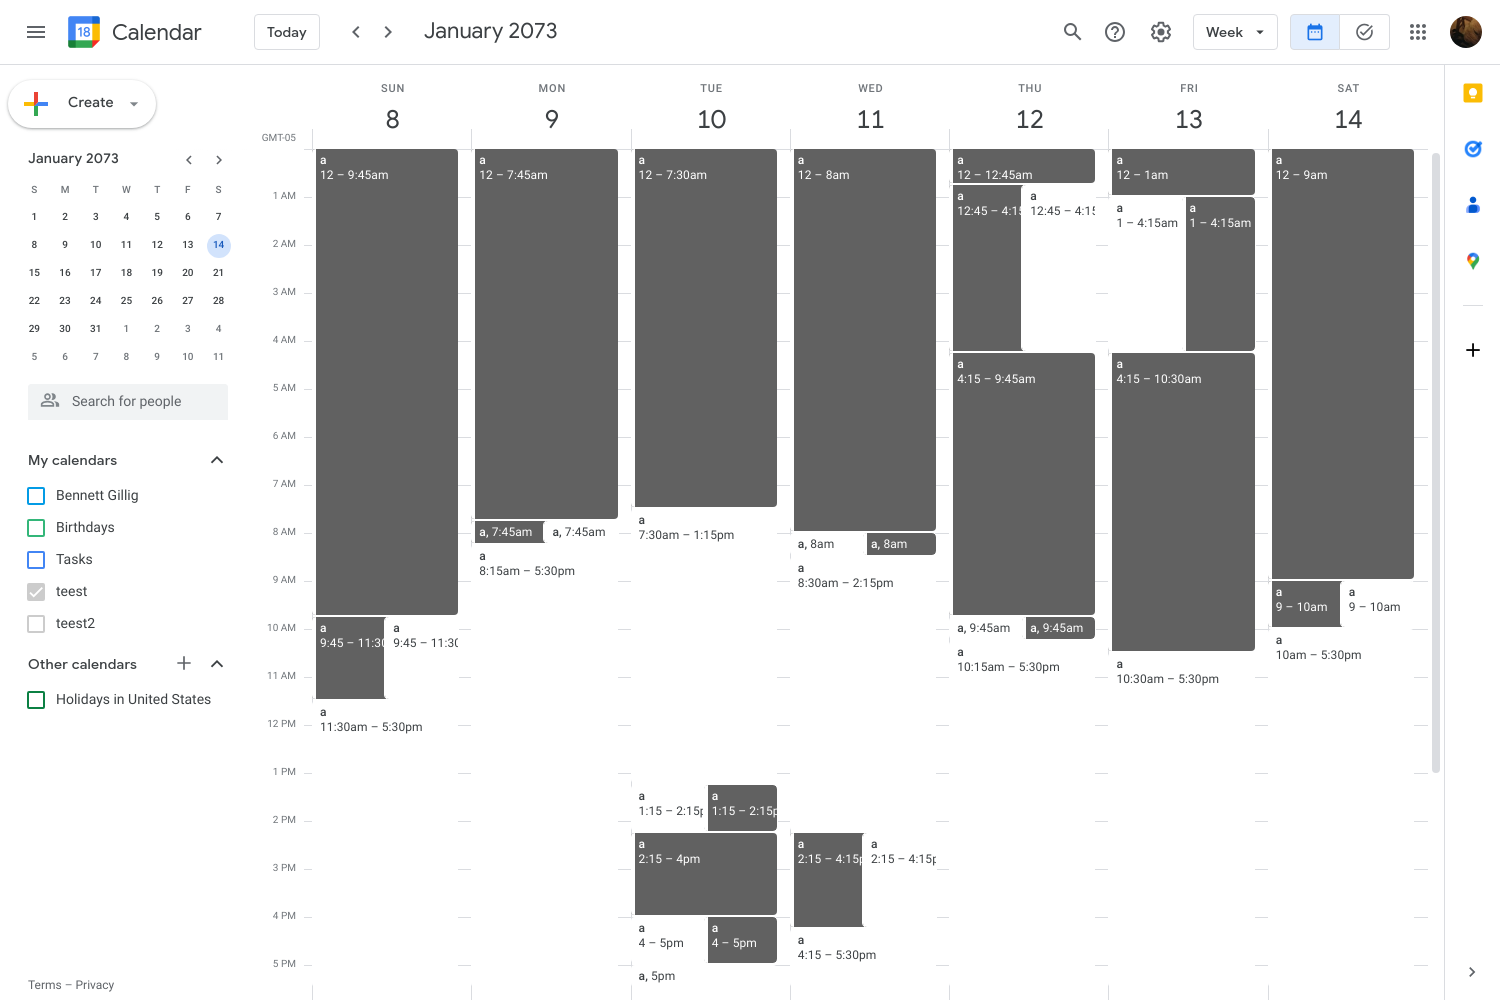 18
Calendar
Today
January 2073
Week
Create
January 2073
S M T W T F S
1 2 3 4 5 6 7
8 9 10 11 12 13 14
15 16 17 18 19 20 21
22 23 24 25 26 27 28
29 30 31 1 2 3 4
5 6 7 8 9 10 11
Search for people
My calendars
Bennett Gillig
Birthdays
Tasks
teest
teest2
Other calendars
Holidays in United States
Terms – Privacy
SUN MON TUE WED THU FRI SAT
8 9 10 11 12 13 14
GMT-05
1 AM
2 AM
3 AM
4 AM
5 AM
6 AM
7 AM
8 AM
9 AM
10 AM
11 AM
12 PM
1 PM
2 PM
3 PM
4 PM
5 PM
a
12 – 9:45am
a
9:45 – 11:30
a
9:45 – 11:30
a
11:30am – 5:30pm
a
12 – 7:45am
a, 7:45am
a, 7:45am
a
8:15am – 5:30pm
a
12 – 7:30am
a
7:30am – 1:15pm
a
1:15 – 2:15p
a
1:15 – 2:15p
a
2:15 – 4pm
a
4 – 5pm
a
4 – 5pm
a, 5pm
a
12 – 8am
a, 8am
a, 8am
a
8:30am – 2:15pm
a
2:15 – 4:15p
a
2:15 – 4:15p
a
4:15 – 5:30pm
a
12 – 12:45am
a
12:45 – 4:15
a
12:45 – 4:15
a
4:15 – 9:45am
a, 9:45am
a, 9:45am
a
10:15am – 5:30pm
a
12 – 1am
a
1 – 4:15am
a
1 – 4:15am
a
4:15 – 10:30am
a
10:30am – 5:30pm
a
12 – 9am
a
9 – 10am
a
9 – 10am
a
10am – 5:30pm